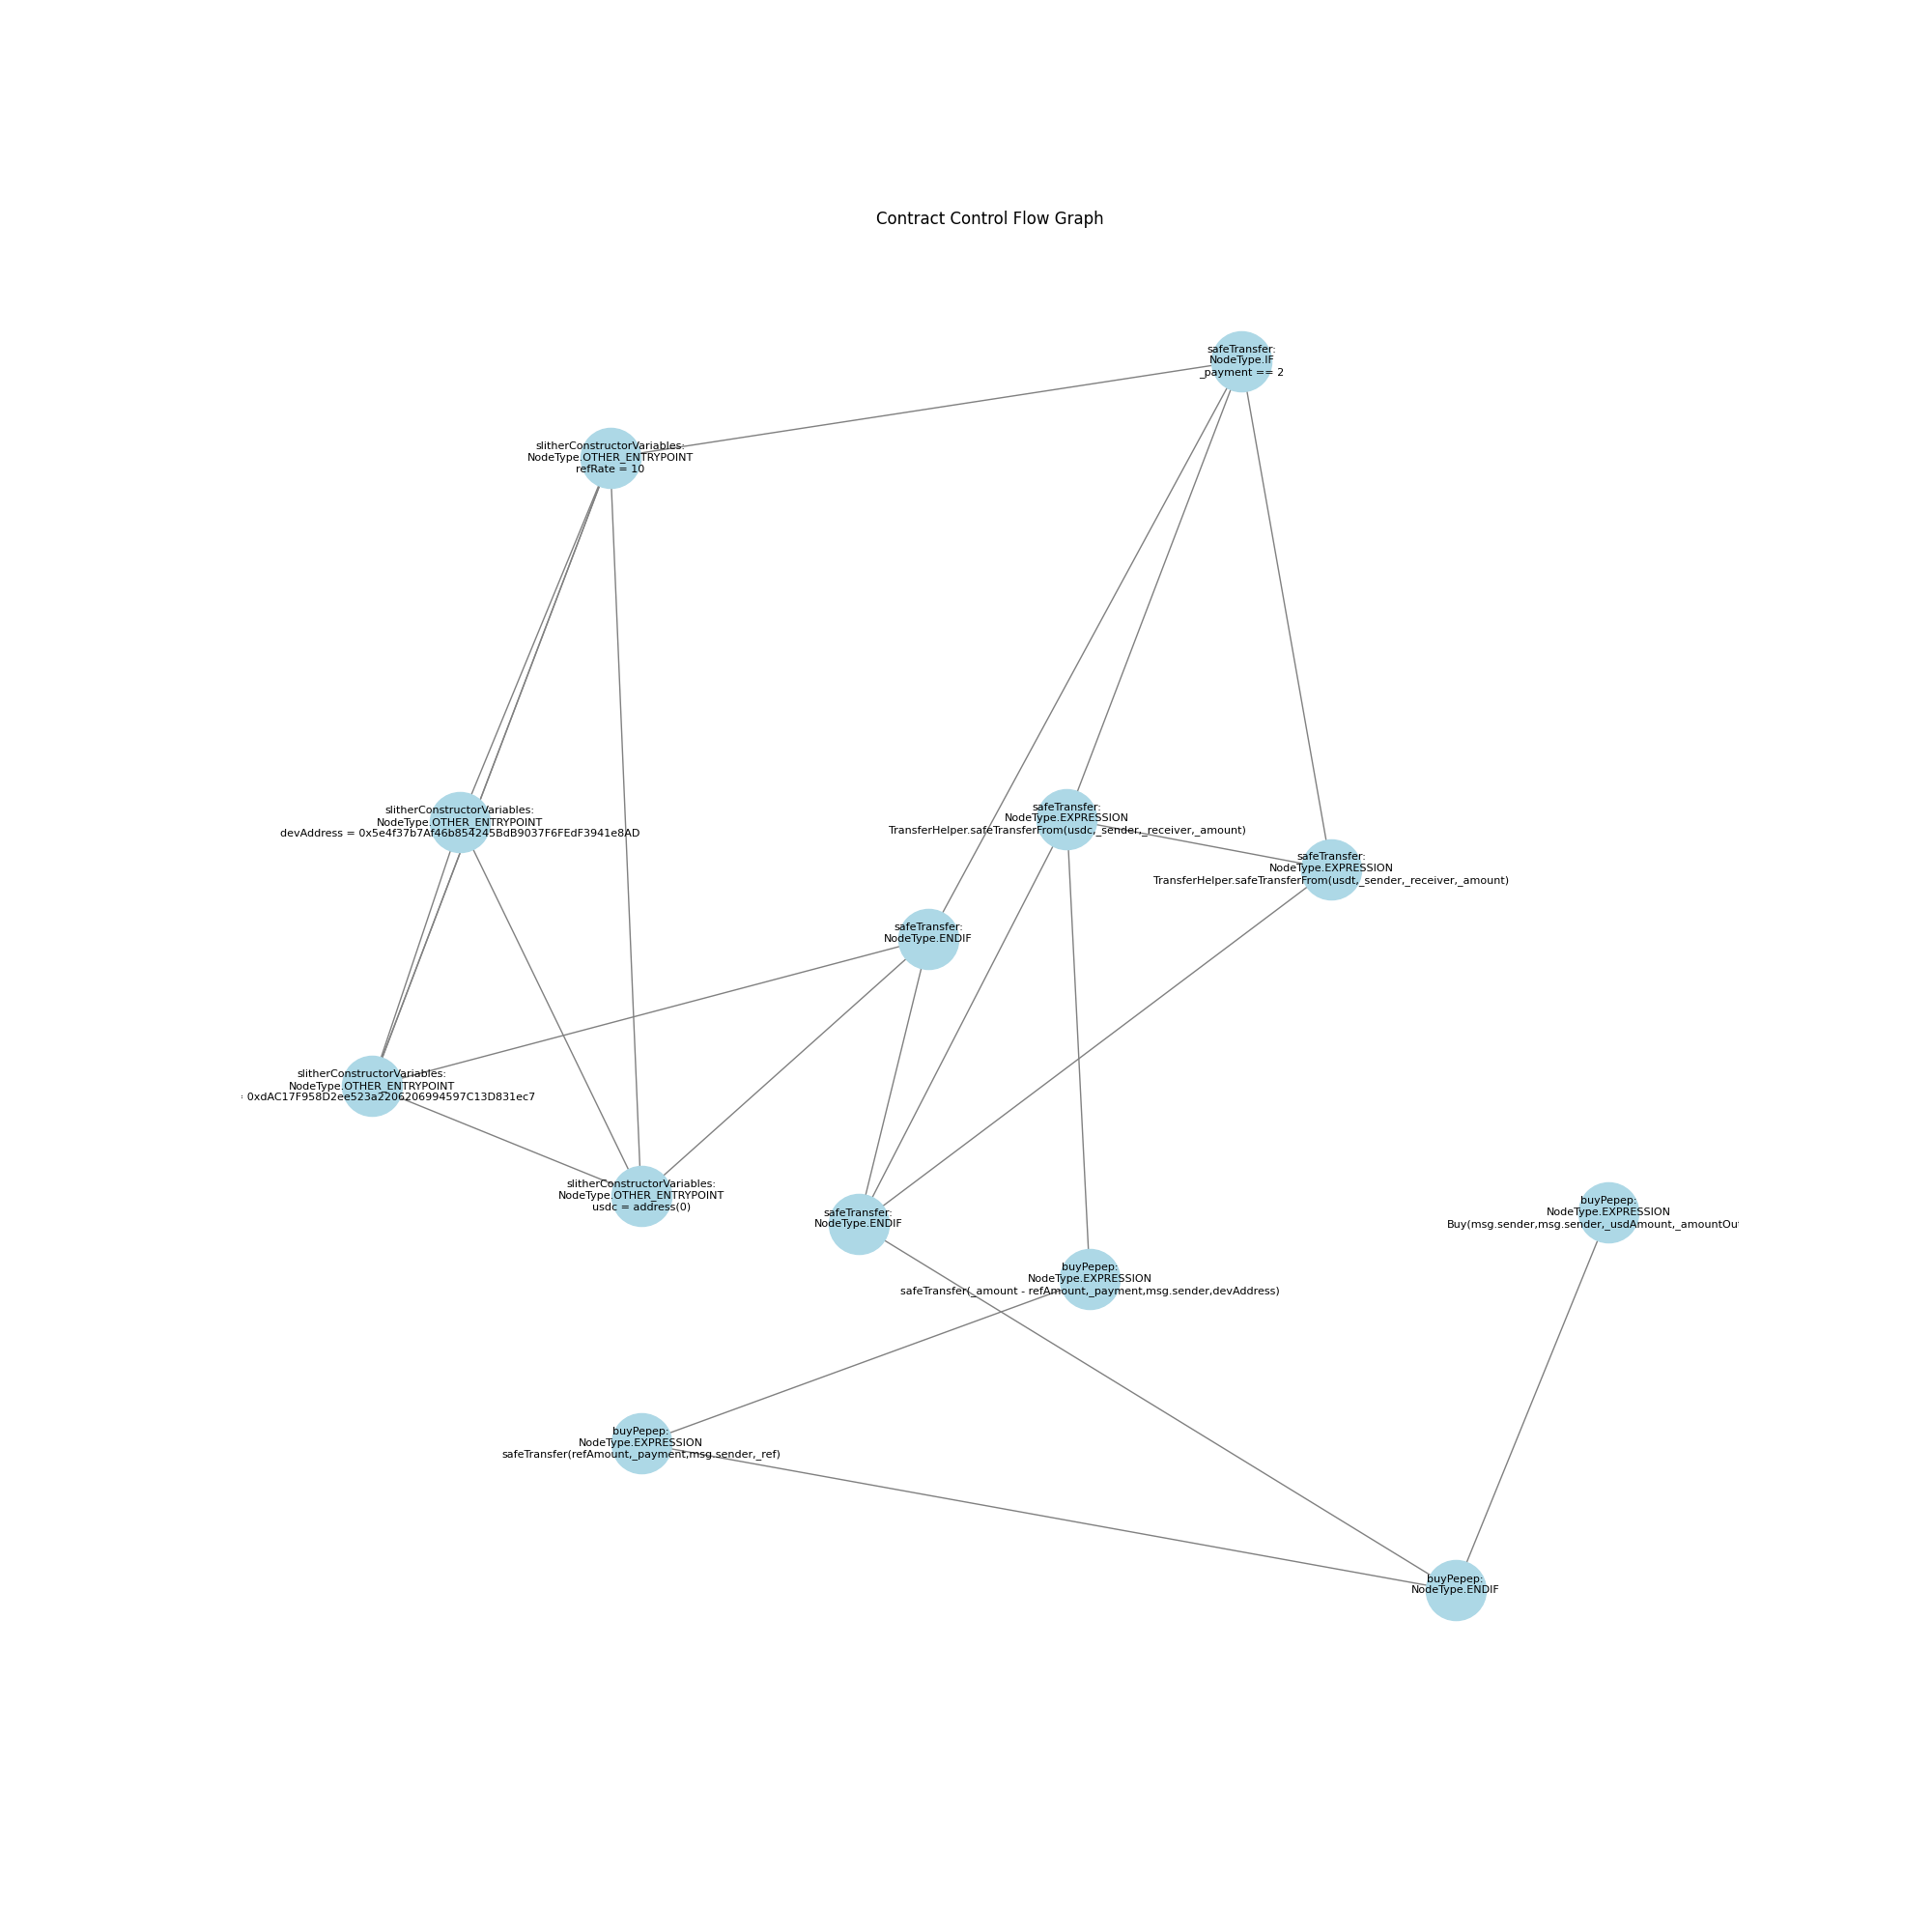 Contract Control Flow Graph
safeTransfer:
NodeType.IF
_payment == 2
slitherConstructorVariables:
NodeType.OTHER_ENTRYPOINT
refRate = 10
slitherConstructorVariables:
NodeType.OTHER_ENTRYPOINT
devAddress = 0x5e4f37b7Af46b854245BdB9037F6FEdF3941e8AD
safeTransfer:
NodeType.EXPRESSION
TransferHelper.safeTransferFrom(usdc,_sender,_receiver,_amount)
safeTransfer:
NodeType.EXPRESSION
TransferHelper.safeTransferFrom(usdt,_sender,_receiver,_amount)
safeTransfer:
NodeType.ENDIF
slitherConstructorVariables:
NodeType.OTHER_ENTRYPOINT
= 0xdAC17F958D2ee523a2206206994597C13D831ec7
slitherConstructorVariables:
NodeType.OTHER_ENTRYPOINT
usdc = address(0)
safeTransfer:
NodeType.ENDIF
buyPepep:
NodeType.EXPRESSION
Buy(msg.sender,msg.sender,_usdAmount,_amountOu
buyPepep:
NodeType.EXPRESSION
safeTransfer(_amount - refAmount,_payment,msg.sender,devAddress)
buyPepep:
NodeType.EXPRESSION
safeTransfer(refAmount,_payment,msg.sender,_ref)
buyPepep:
NodeType.ENDIF